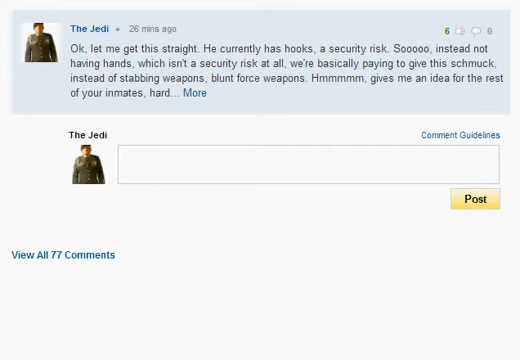 The Jedi • 26 mins ago 6 0
Ok, let me get this straight. He currently has hooks, a security risk. Sooooo, instead not
having hands, which isn't a security risk at all, we're basically paying to give this schmuck,
instead of stabbing weapons, blunt force weapons. Hmmmmm, gives me an idea for the rest
of your inmates, hard... More
The Jedi Comment Guidelines
Post
View All 77 Comments